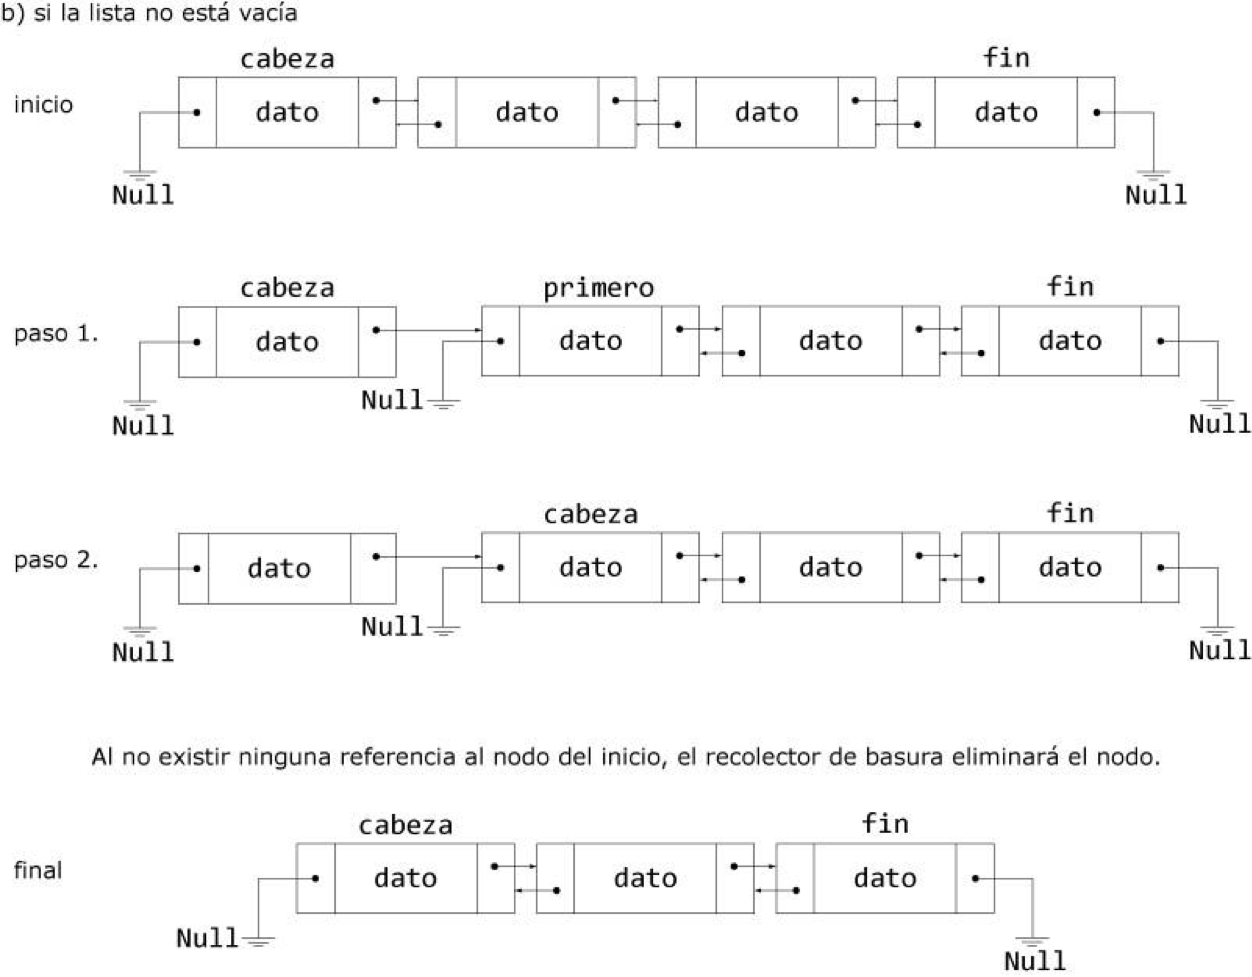 b) si la lista no está vacía
cabeza fin
inicio dato dato dato dato
Null Null
cabeza primero fin
paso 1. dato dato dato dato
Null Null Null
cabeza fin
paso 2. dato dato dato dato
Null Null Null
Al no existir ninguna referencia al nodo del inicio, el recolector de basura eliminará el nodo.
cabeza fin
final dato dato dato
Null Null